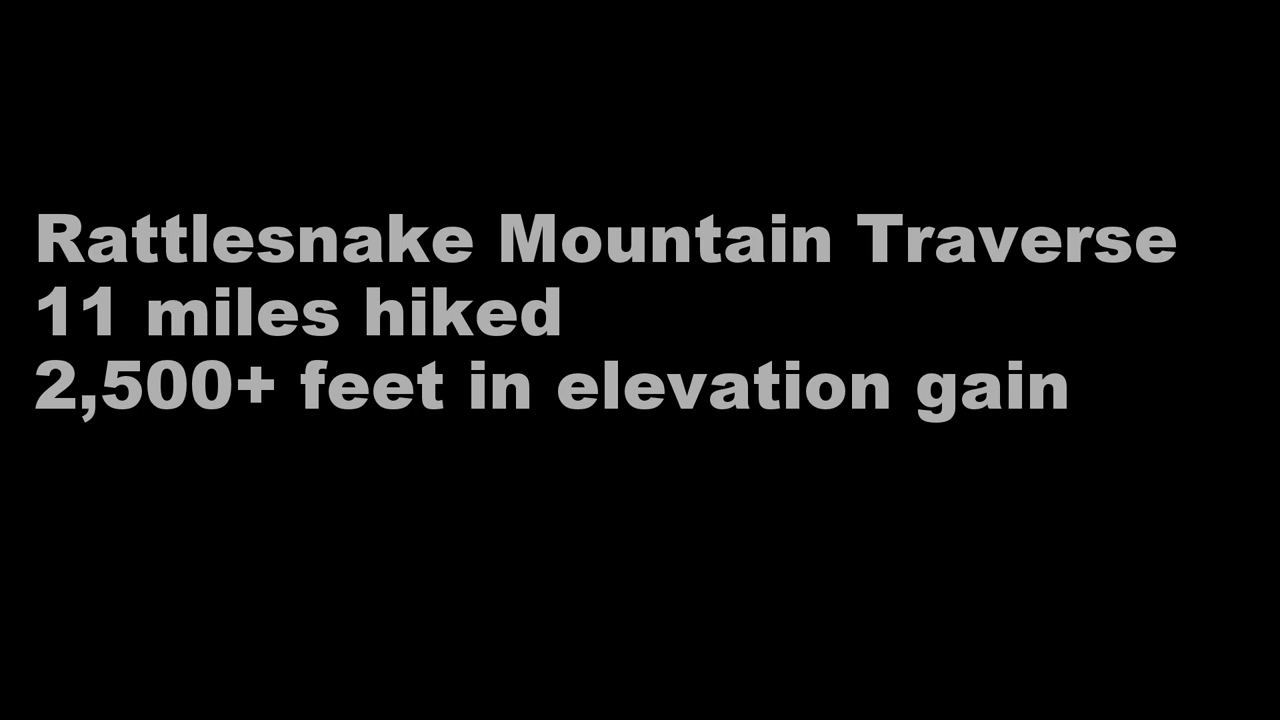 Rattlesnake Mountain Traverse
11 miles hiked
2,500+ feet in elevation gain